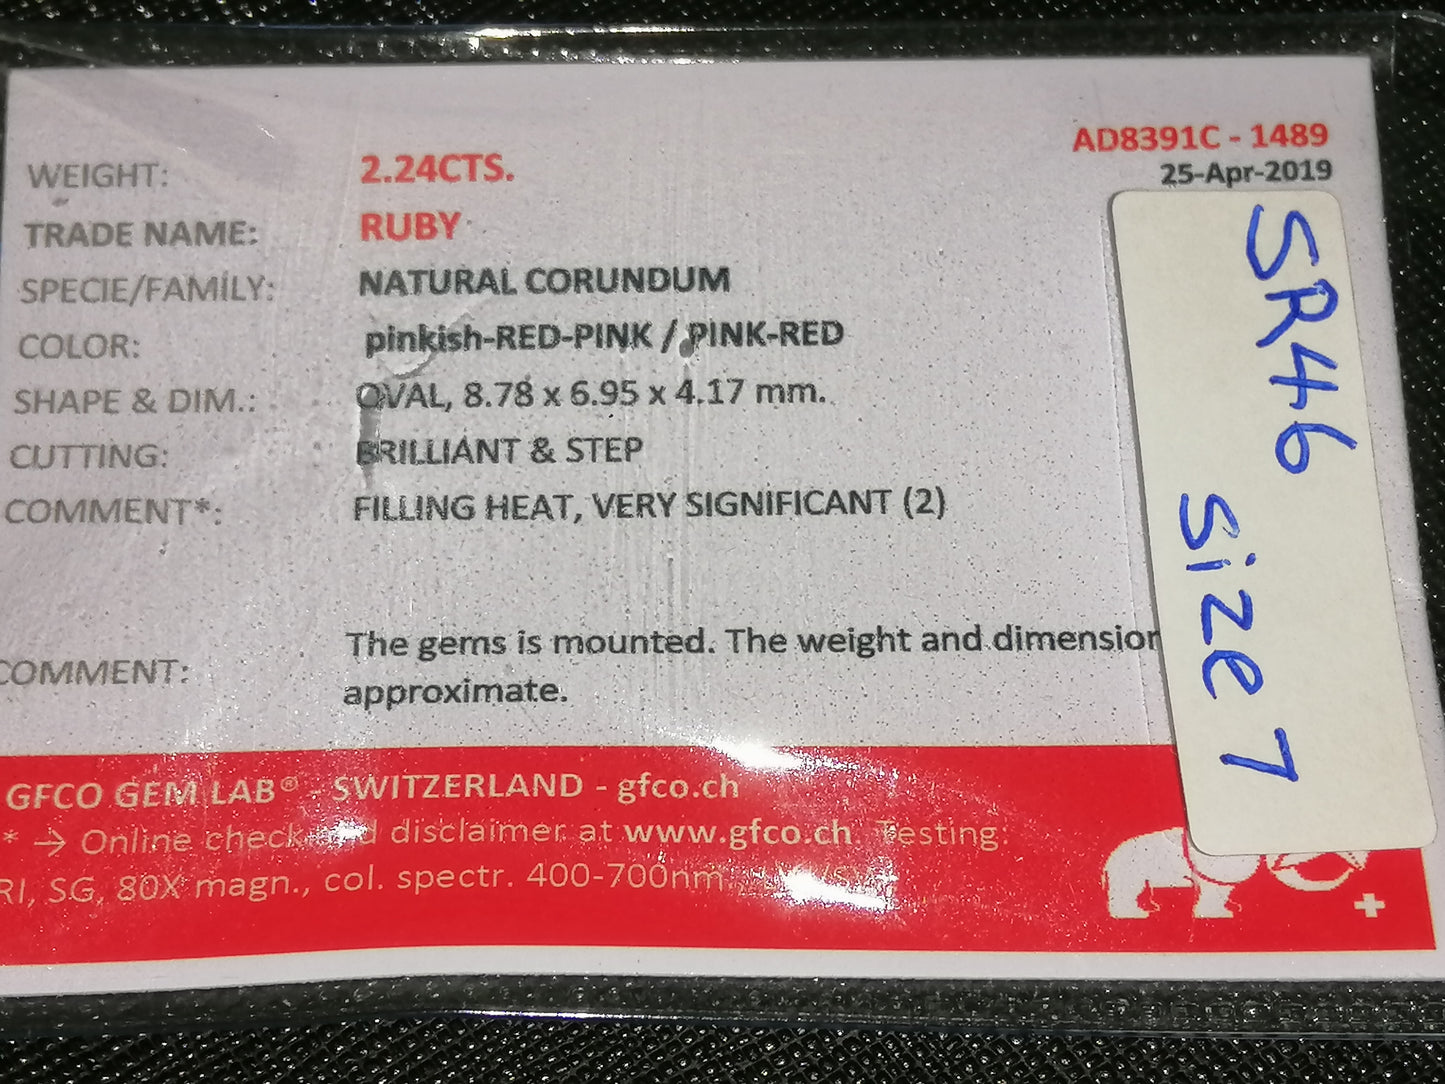 AD8391C - 1489
25-Apr-2019
WEIGHT: 2.24CTS.
TRADE NAME: RUBY
SPECIE/FAMILY: NATURAL CORUNDUM
COLOR: pinkish-RED-PINK / PINK-RED
SHAPE & DIM.: OVAL, 8.78 x 6.95 x 4.17 mm.
CUTTING: BRILLIANT & STEP
COMMENT*: FILLING HEAT, VERY SIGNIFICANT (2)
COMMENT: The gems is mounted. The weight and dimension
approximate.
SR46
size 7
GFCO GEM LAB® - SWITZERLAND - gfco.ch
* → Online check disclaimer at www.gfco.ch. Testing:
RI, SG, 80X magn., col. spectr. 400-700nm,